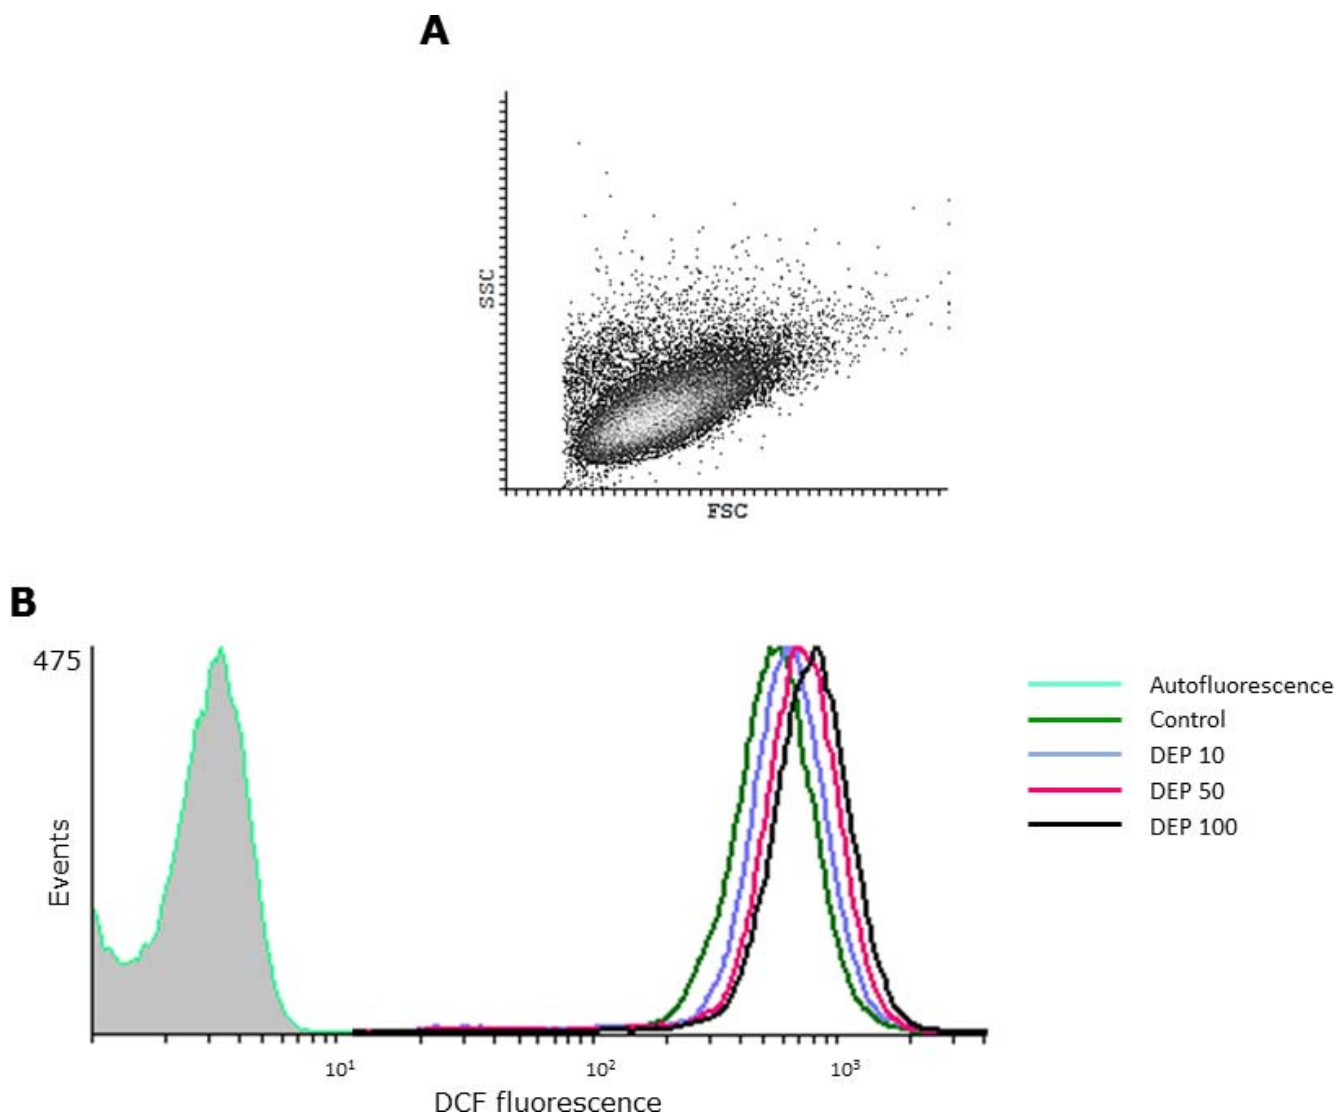 A
SSC
FSC
B
475
Events
Autofluorescence
Control
DEP 10
DEP 50
DEP 100
10¹ 10² 10³
DCF fluorescence